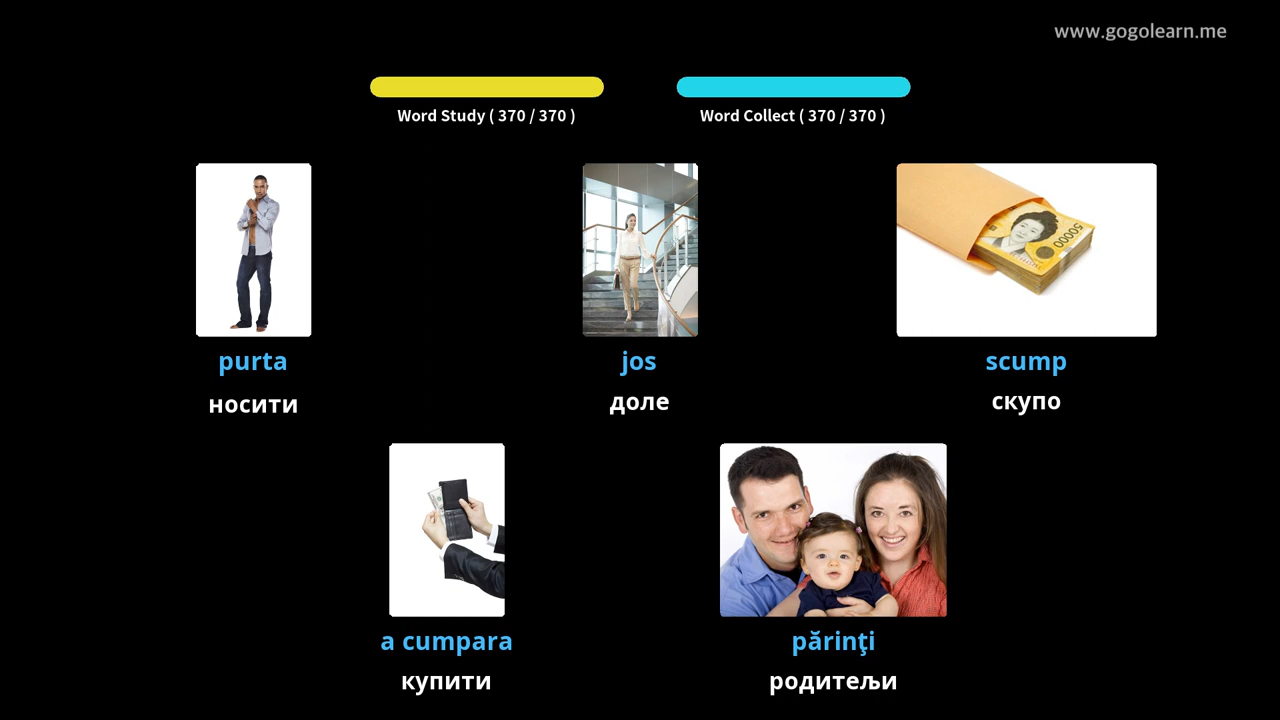 www.gogolearn.me
Word Study ( 370 / 370 )
Word Collect ( 370 / 370 )
purta
jos
scump
носити
доле
скупо
a cumpara
părinţi
купити
родитељи
50000